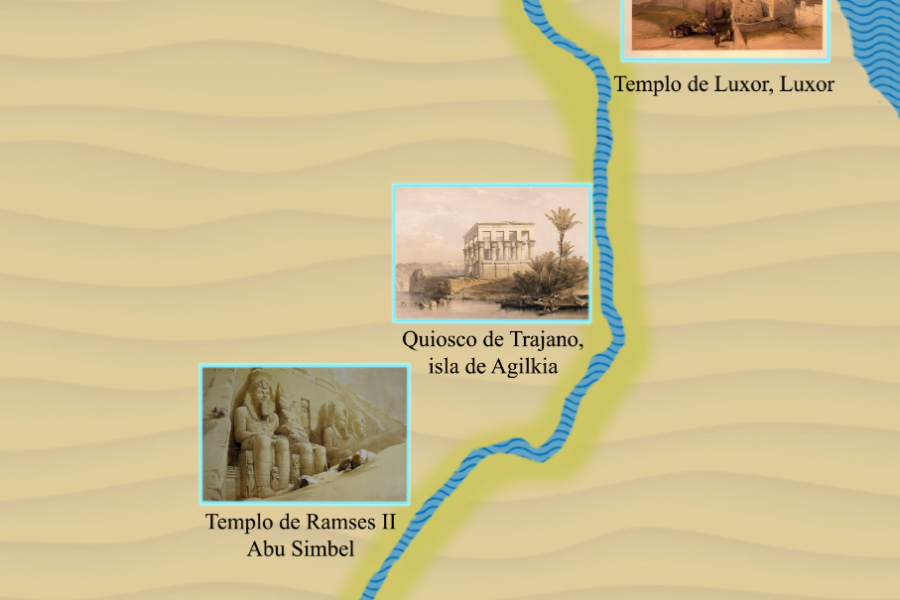 Templo de Luxor, Luxor
Quiosco de Trajano,
isla de Agilkia
Templo de Ramses II
Abu Simbel